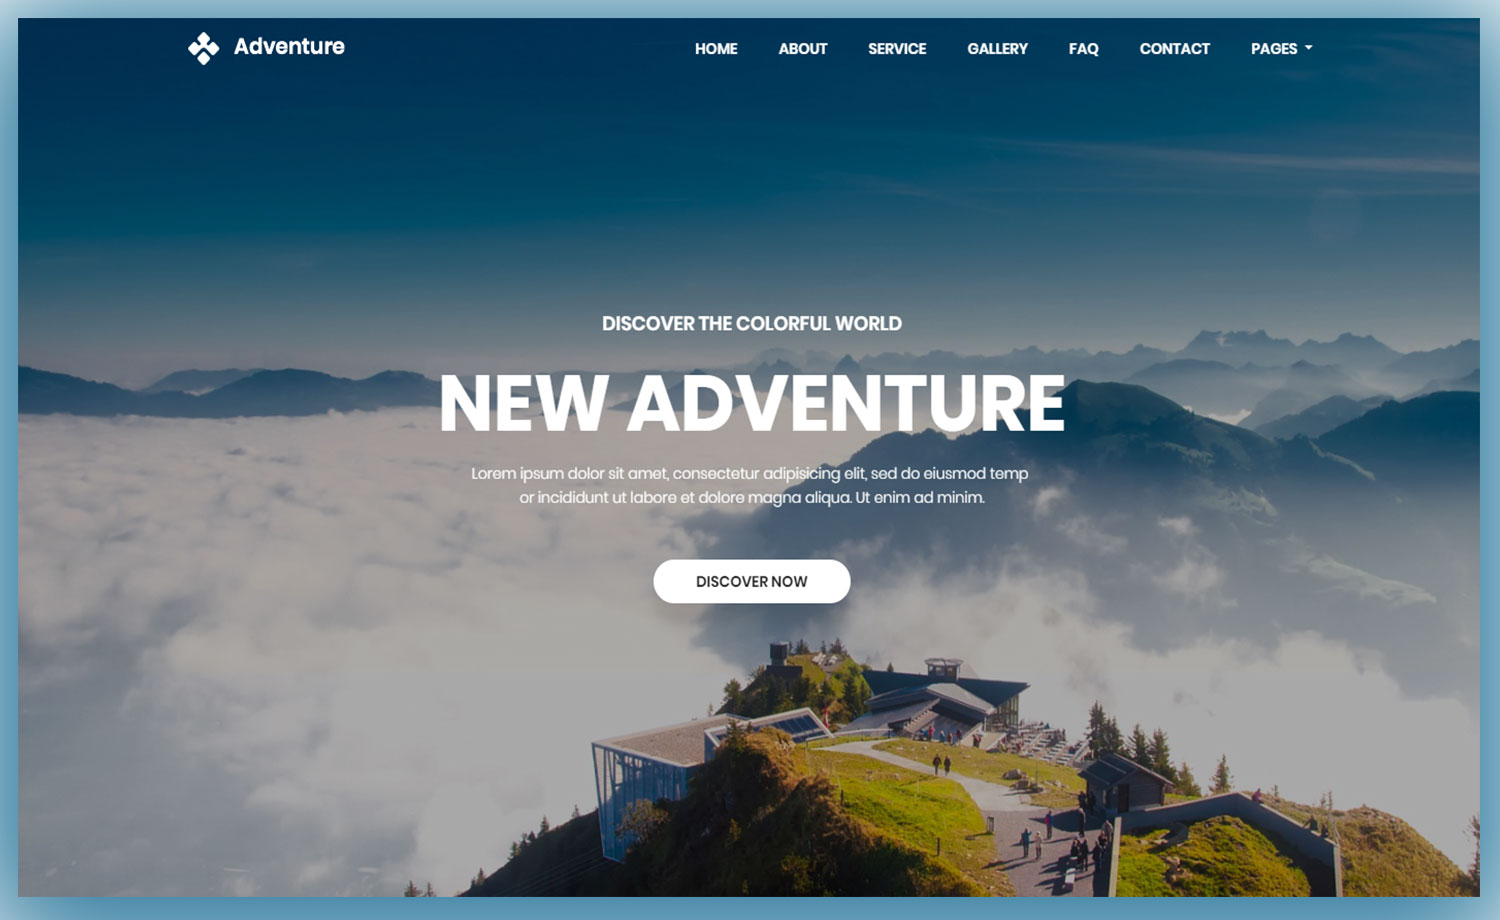 Adventure
HOME ABOUT SERVICE GALLERY FAQ CONTACT PAGES
DISCOVER THE COLORFUL WORLD
NEW ADVENTURE
Lorem ipsum dolor sit amet, consectetur adipisicing elit, sed do eiusmod temp
or incididunt ut labore et dolore magna aliqua. Ut enim ad minim.
DISCOVER NOW